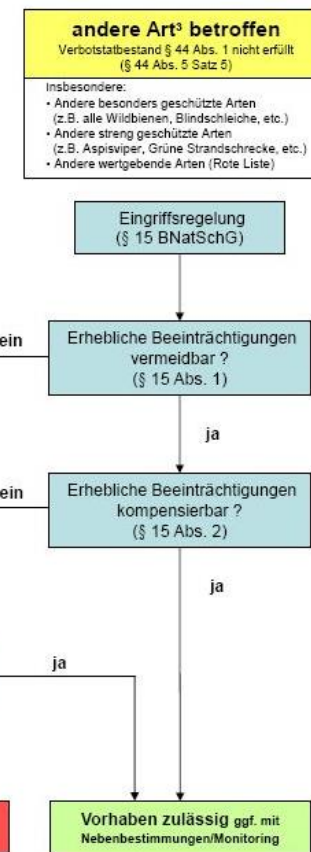 andere Art³ betroffen
Verbotstatbestand § 44 Abs. 1 nicht erfüllt
(§ 44 Abs. 5 Satz 5)
Insbesondere:
• Andere besonders geschützte Arten
(z.B. alle Wildbienen, Blindschleiche, etc.)
• Andere streng geschützte Arten
(z.B. Aspisviper, Grüne Strandschrecke, etc.)
• Andere wertgebende Arten (Rote Liste)
Eingriffsregelung
(§ 15 BNatSchG)
ein
Erhebliche Beeinträchtigungen
vermeidbar ?
(§ 15 Abs. 1)
ja
ein
Erhebliche Beeinträchtigungen
kompensierbar ?
(§ 15 Abs. 2)
ja
ja
Vorhaben zulässig ggf. mit
Nebenbestimmungen/Monitoring